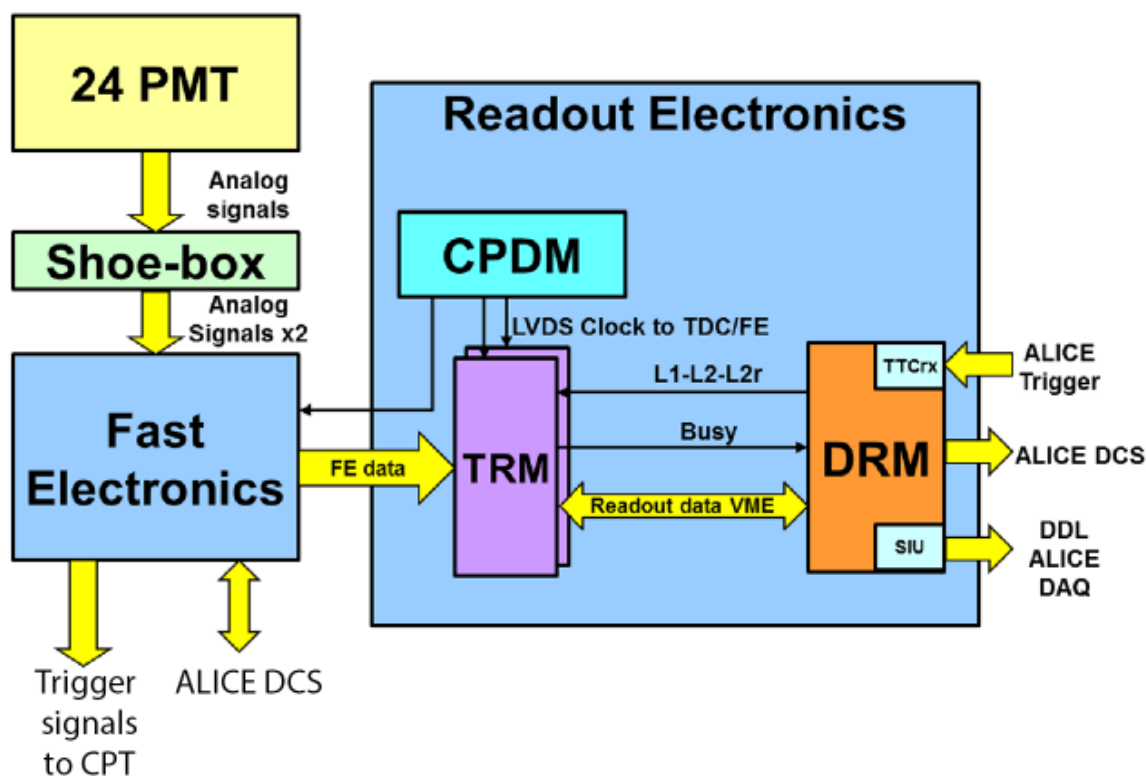 24 PMT
Analog
signals
Shoe-box
Analog
Signals x2
Fast
Electronics
Trigger
signals
to CPT
ALICE DCS
FE data
Readout Electronics
CPDM
LVDS Clock to TDC/FE
TRM
L1-L2-L2r
Busy
Readout data VME
TTCrx
DRM
SIU
ALICE
Trigger
ALICE DCS
DDL
ALICE
DAQ